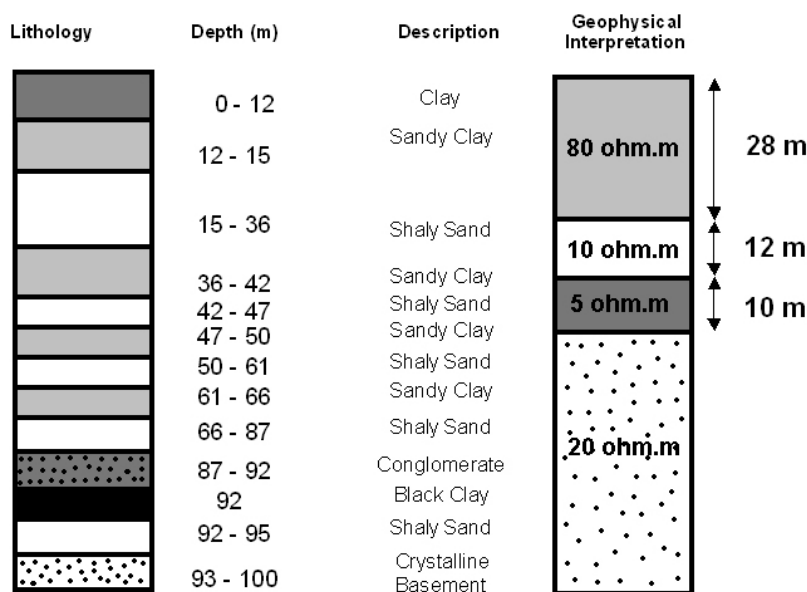 Lithology Depth (m) Description Geophysical
Interpretation
0 - 12 Clay
12 - 15 Sandy Clay 80 ohm.m 28 m
15 - 36 Shaly Sand 10 ohm.m 12 m
36 - 42 Sandy Clay
42 - 47 Shaly Sand 5 ohm.m 10 m
47 - 50 Sandy Clay
50 - 61 Shaly Sand
61 - 66 Sandy Clay
66 - 87 Shaly Sand 20 ohm.m
87 - 92 Conglomerate
92 Black Clay
92 - 95 Shaly Sand
93 - 100 Crystalline
Basement